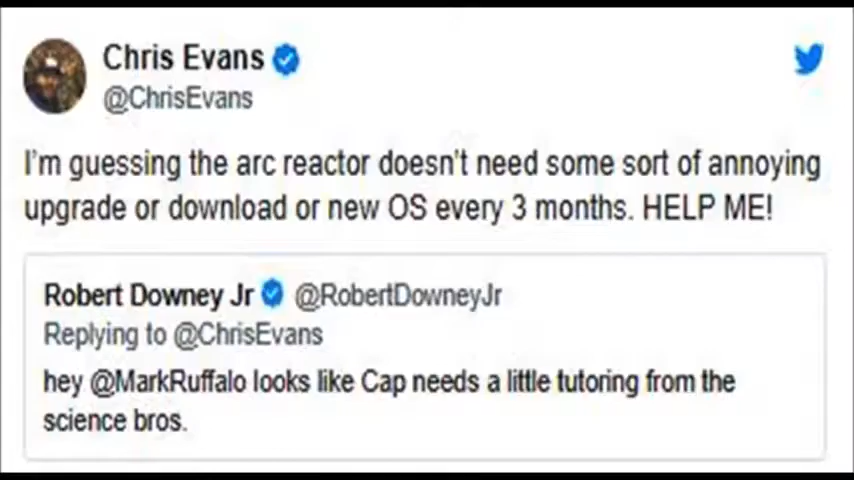 Chris Evans
@ChrisEvans
I'm guessing the arc reactor doesn't need some sort of annoying
upgrade or download or new OS every 3 months. HELP ME!
Robert Downey Jr @RobertDowneyJr
Replying to @ChrisEvans
hey @MarkRuffalo looks like Cap needs a little tutoring from the
science bros.